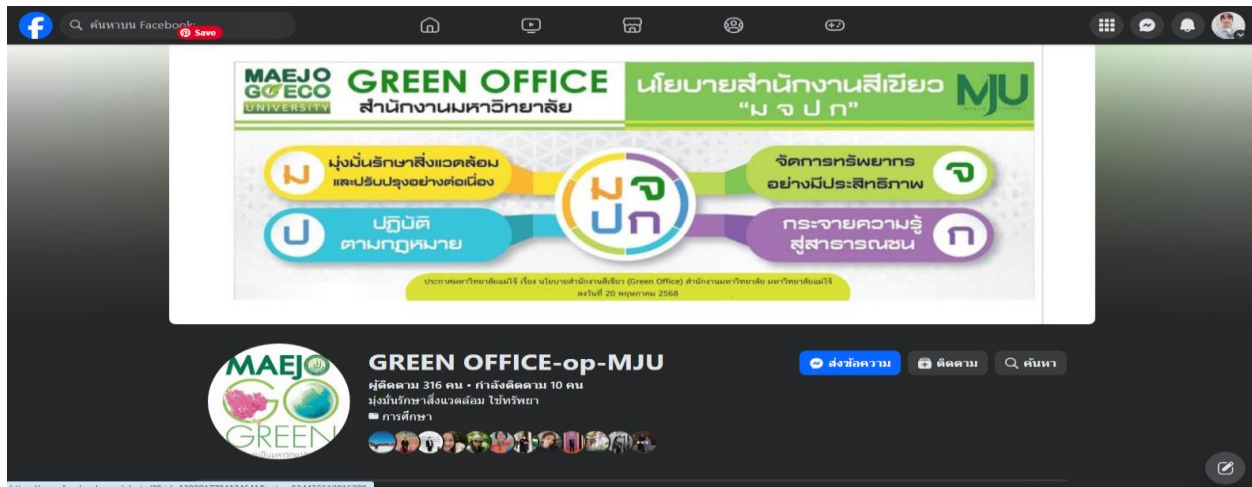 ค้นหาบน Facebook
Save
MAEJO
GO ECO
UNIVERSITY
GREEN OFFICE
สำนักงานมหาวิทยาลัย
นโยบายสำนักงานสีเขียว
“ม จ ป ก”
MJU
ม
มุ่งมั่นรักษาสิ่งแวดล้อม
และปรับปรุงอย่างต่อเนื่อง
จัดการทรัพยากร
อย่างมีประสิทธิภาพ
จ
ม จ
ป ก
ป
ปฏิบัติ
ตามกฎหมาย
กระจายความรู้
สู่สาธารณชน
ก
ประกาศมหาวิทยาลัยแม่โจ้ เรื่อง นโยบายสำนักงานสีเขียว (Green Office) สำนักงานมหาวิทยาลัย มหาวิทยาลัยแม่โจ้
ลงวันที่ 20 พฤษภาคม 2568
MAEJO
GO
GREEN
GREEN OFFICE-op-MJU
ผู้ติดตาม 316 คน • กำลังติดตาม 10 คน
มุ่งมั่นรักษาสิ่งแวดล้อม ใช้ทรัพยา
การศึกษา
ส่งข้อความ
ติดตาม
ค้นหา